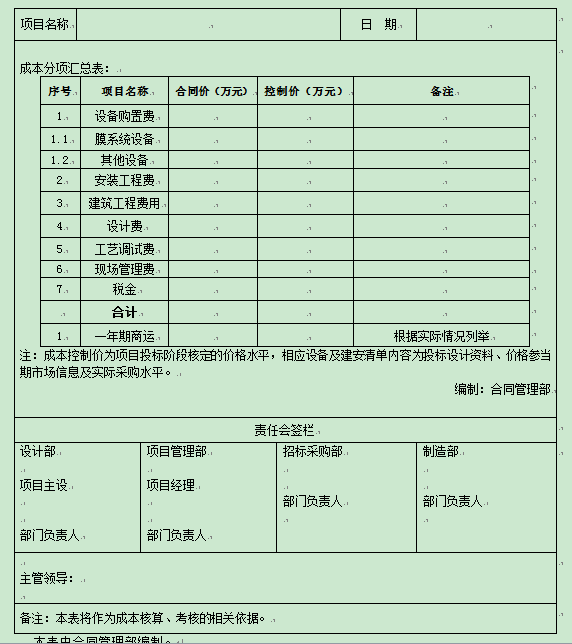 项目名称 日 期
成本分项汇总表：
序号 项目名称 合同价（万元） 控制价（万元） 备注
1. 设备购置费
1.1 膜系统设备
1.2. 其他设备
2. 安装工程费
3. 建筑工程费用
4 设计费
5. 工艺调试费
6. 现场管理费
7. 税金
合计
1. 一年期商运 根据实际情况列举
注：成本控制价为项目投标阶段核定的价格水平，相应设备及建安清单内容为投标设计资料、价格参当
期市场信息及实际采购水平。
编制：合同管理部
责任会签栏
设计部 项目管理部 招标采购部 制造部
项目主设 项目经理
部门负责人 部门负责人
部门负责人 部门负责人
主管领导：
备注：本表将作为成本核算、考核的相关依据。
本表由合同管理部编制。